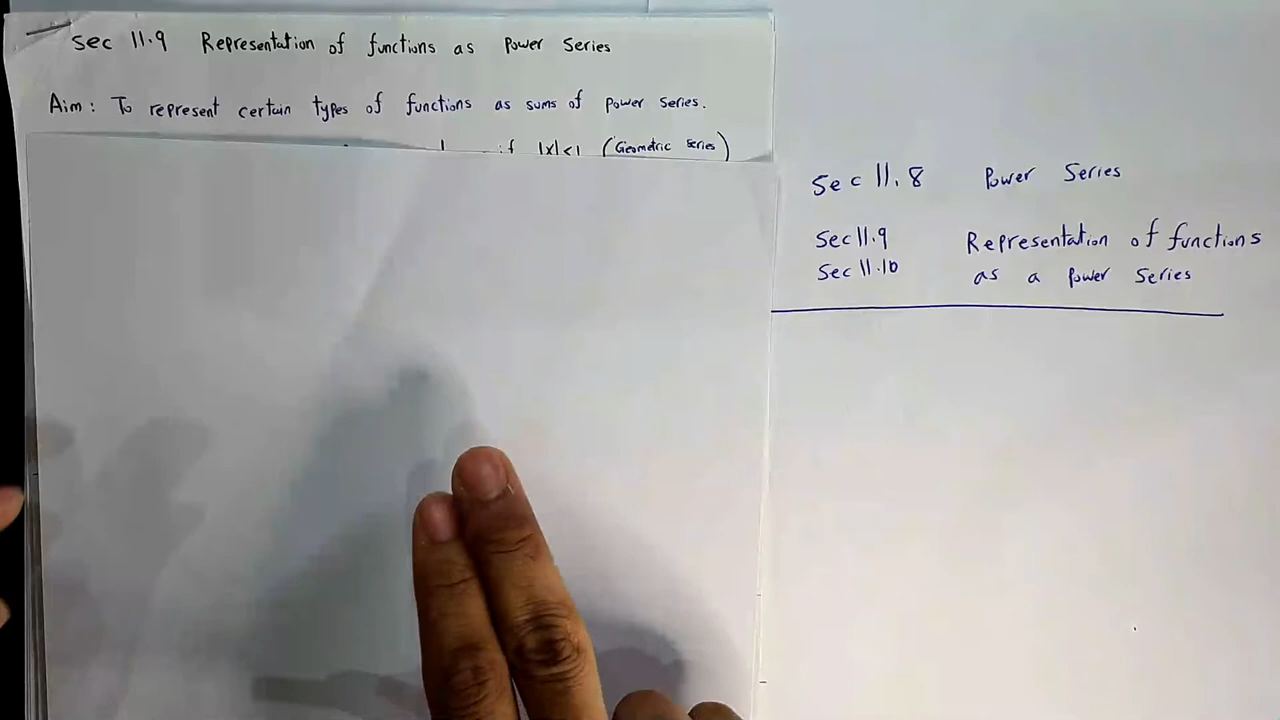 Sec 11.9 Representation of functions as Power Series
Aim: To represent certain types of functions as sums of Power Series.
if |x|<1 (Geometric Series)
Sec 11.8 Power Series
Sec 11.9 Representation of functions
Sec 11.10 as a Power Series